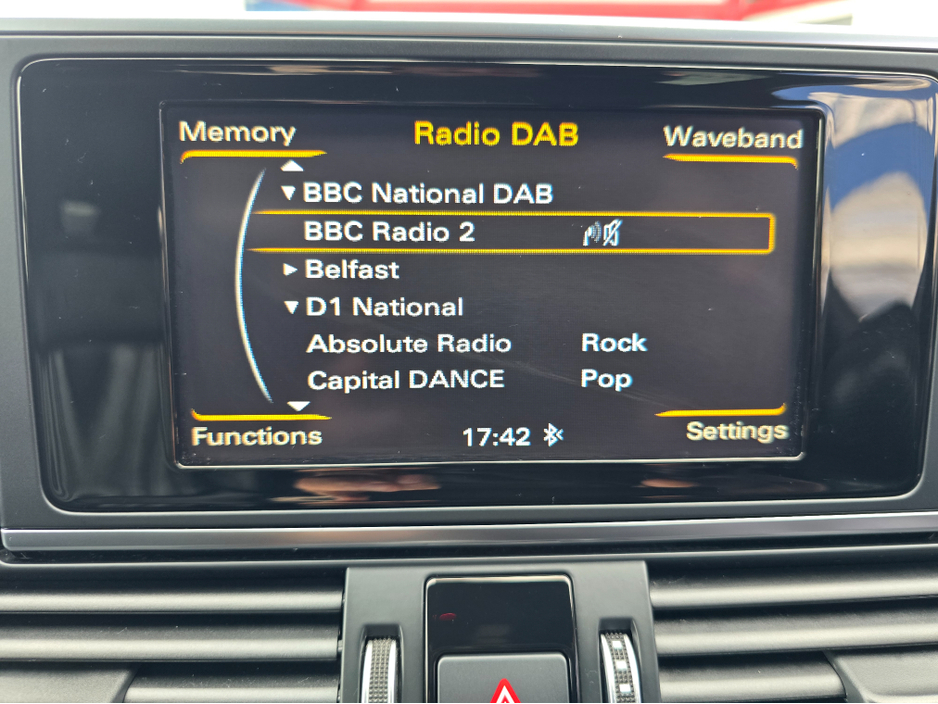 Memory Radio DAB Waveband
BBC National DAB
BBC Radio 2
Belfast
D1 National
Absolute Radio Rock
Capital DANCE Pop
Functions 17:42 Settings